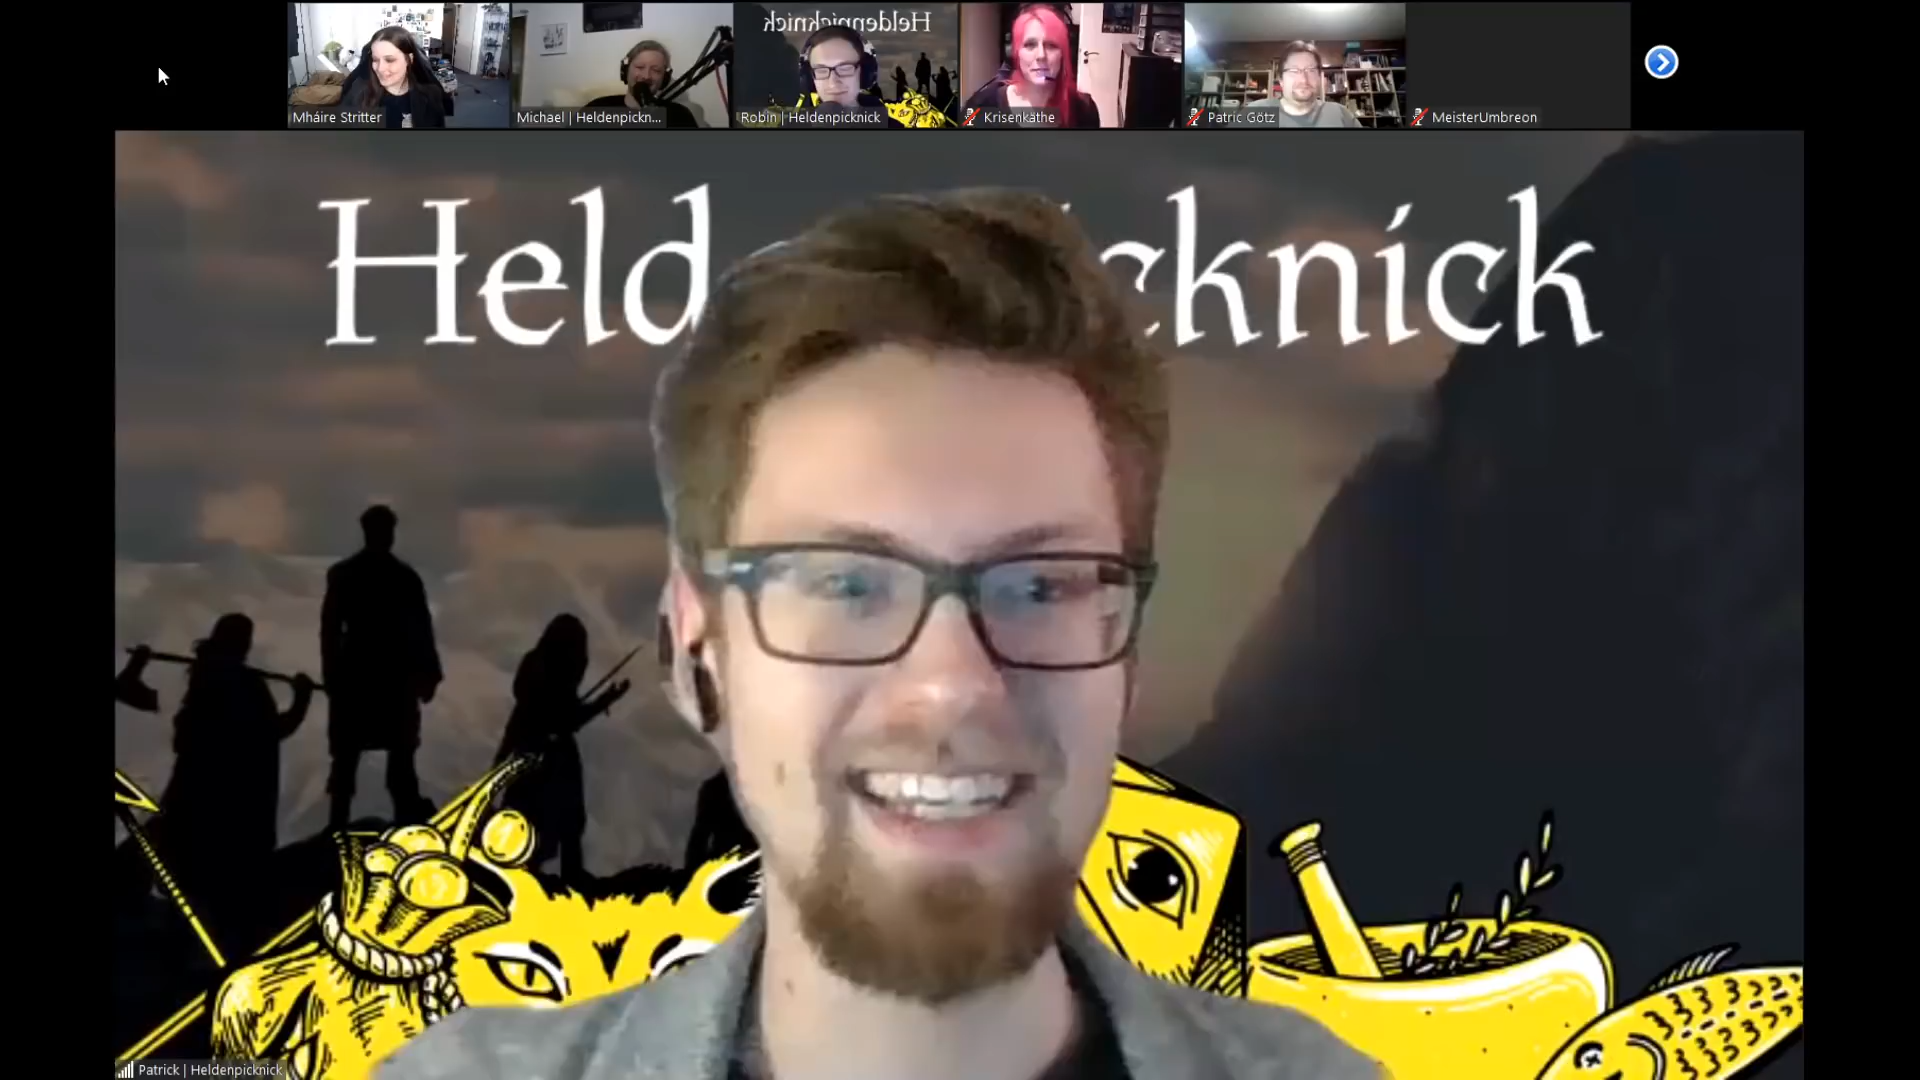 Heldenpicknick
Mháire Stritter
Michael | Heldenpickn...
Robin | Heldenpicknick
Krisenkäthe
Patric Götz
MeisterUmbreon
Held cknick
Patrick | Heldenpicknick